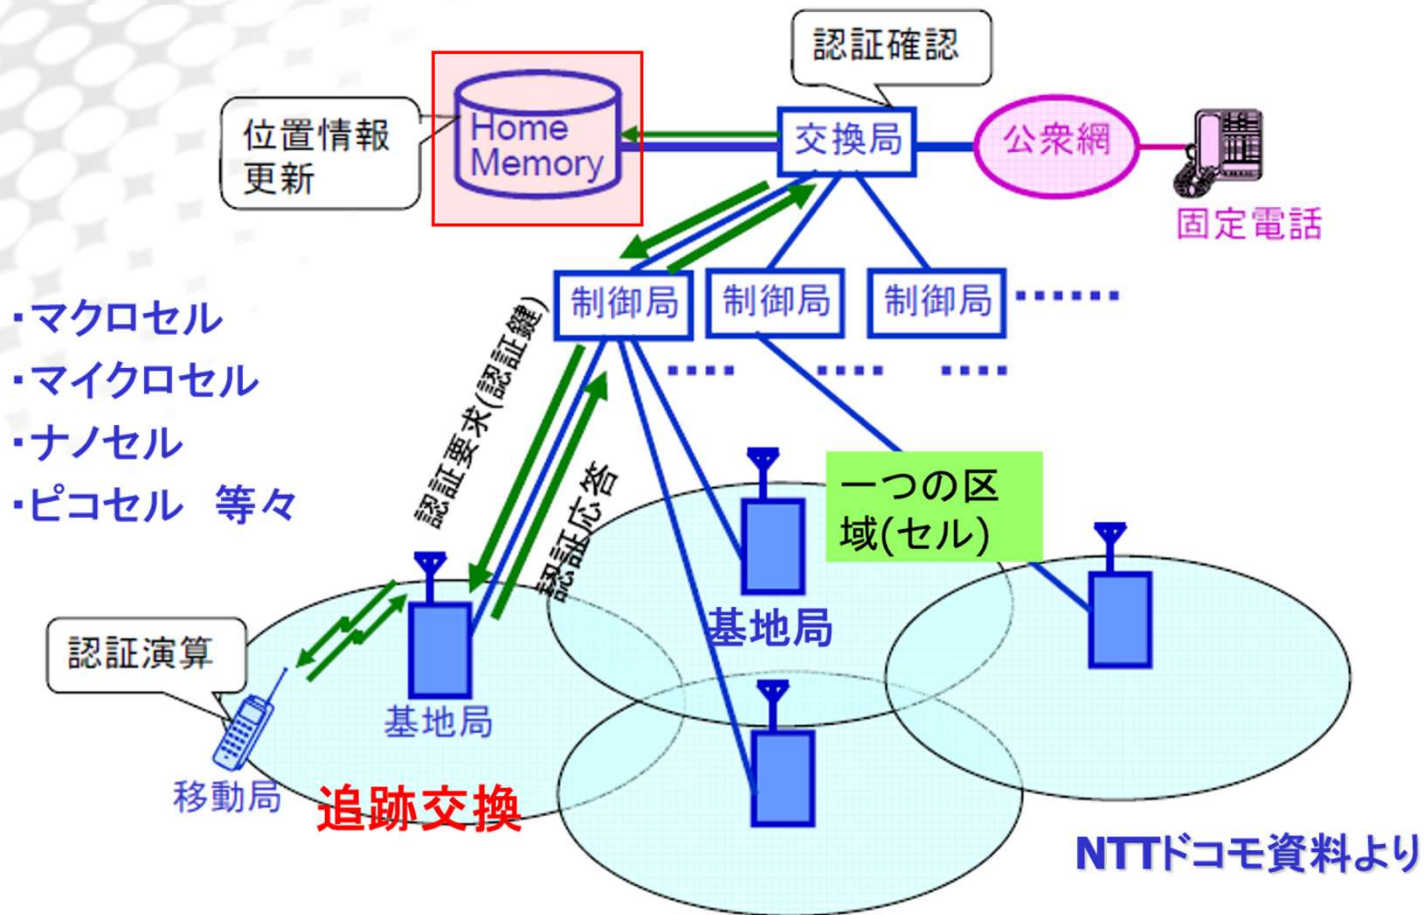 認証確認
位置情報
更新
Home
Memory
交換局
公衆網
固定電話
制御局
制御局
制御局
・マクロセル
・マイクロセル
・ナノセル
・ピコセル 等々
認証要求(認証鍵)
認証応答
一つの区
域(セル)
基地局
認証演算
基地局
移動局
追跡交換
NTTドコモ資料より